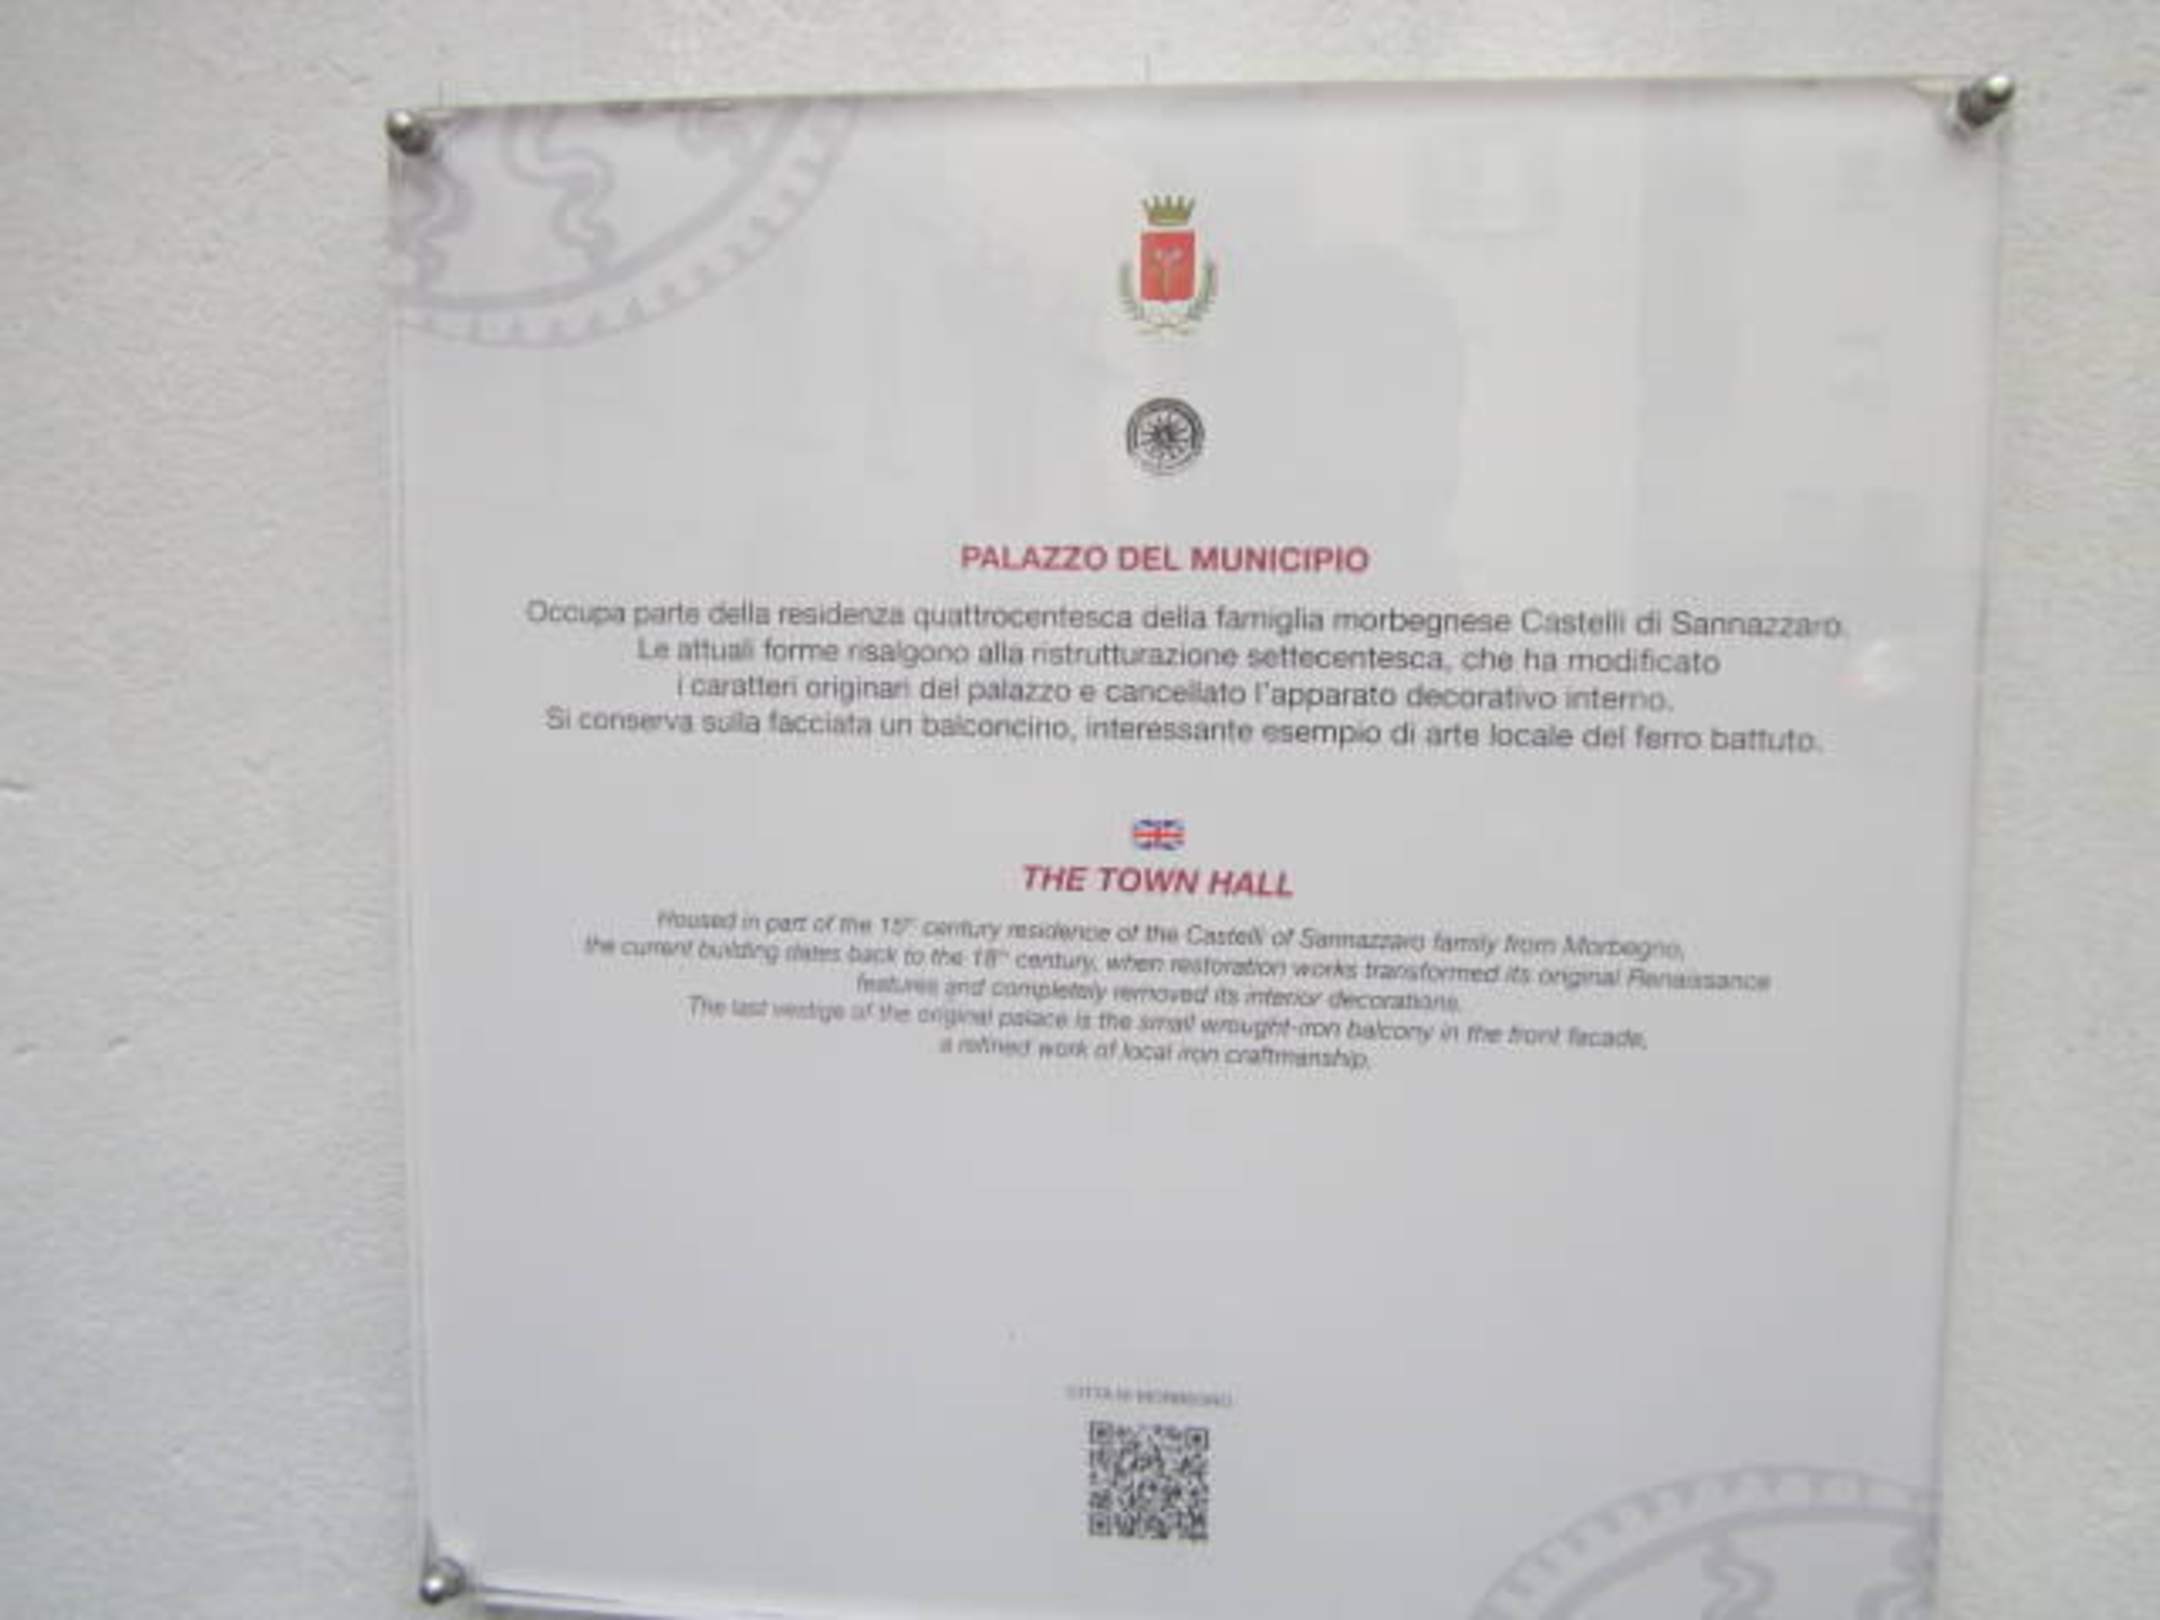 PALAZZO DEL MUNICIPIO
Occupa parte della residenza quattrocentesca della famiglia morbegnese Castelli di Sannazzaro.
Le attuali forme risalgono alla ristrutturazione settecentesca, che ha modificato
i caratteri originari del palazzo e cancellato l'apparato decorativo interno.
Si conserva sulla facciata un balconcino, interessante esempio di arte locale del ferro battuto.
THE TOWN HALL
Housed in part of the 15th century residence of the Castelli of Sannazzaro family from Morbegno,
the current building dates back to the 18th century, when restoration works transformed its original Renaissance
features and completely removed its interior decorations.
The last vestige of the original palace is the small wrought-iron balcony in the front facade,
a refined work of local iron craftmanship.
CITTÀ DI MORBEGNO